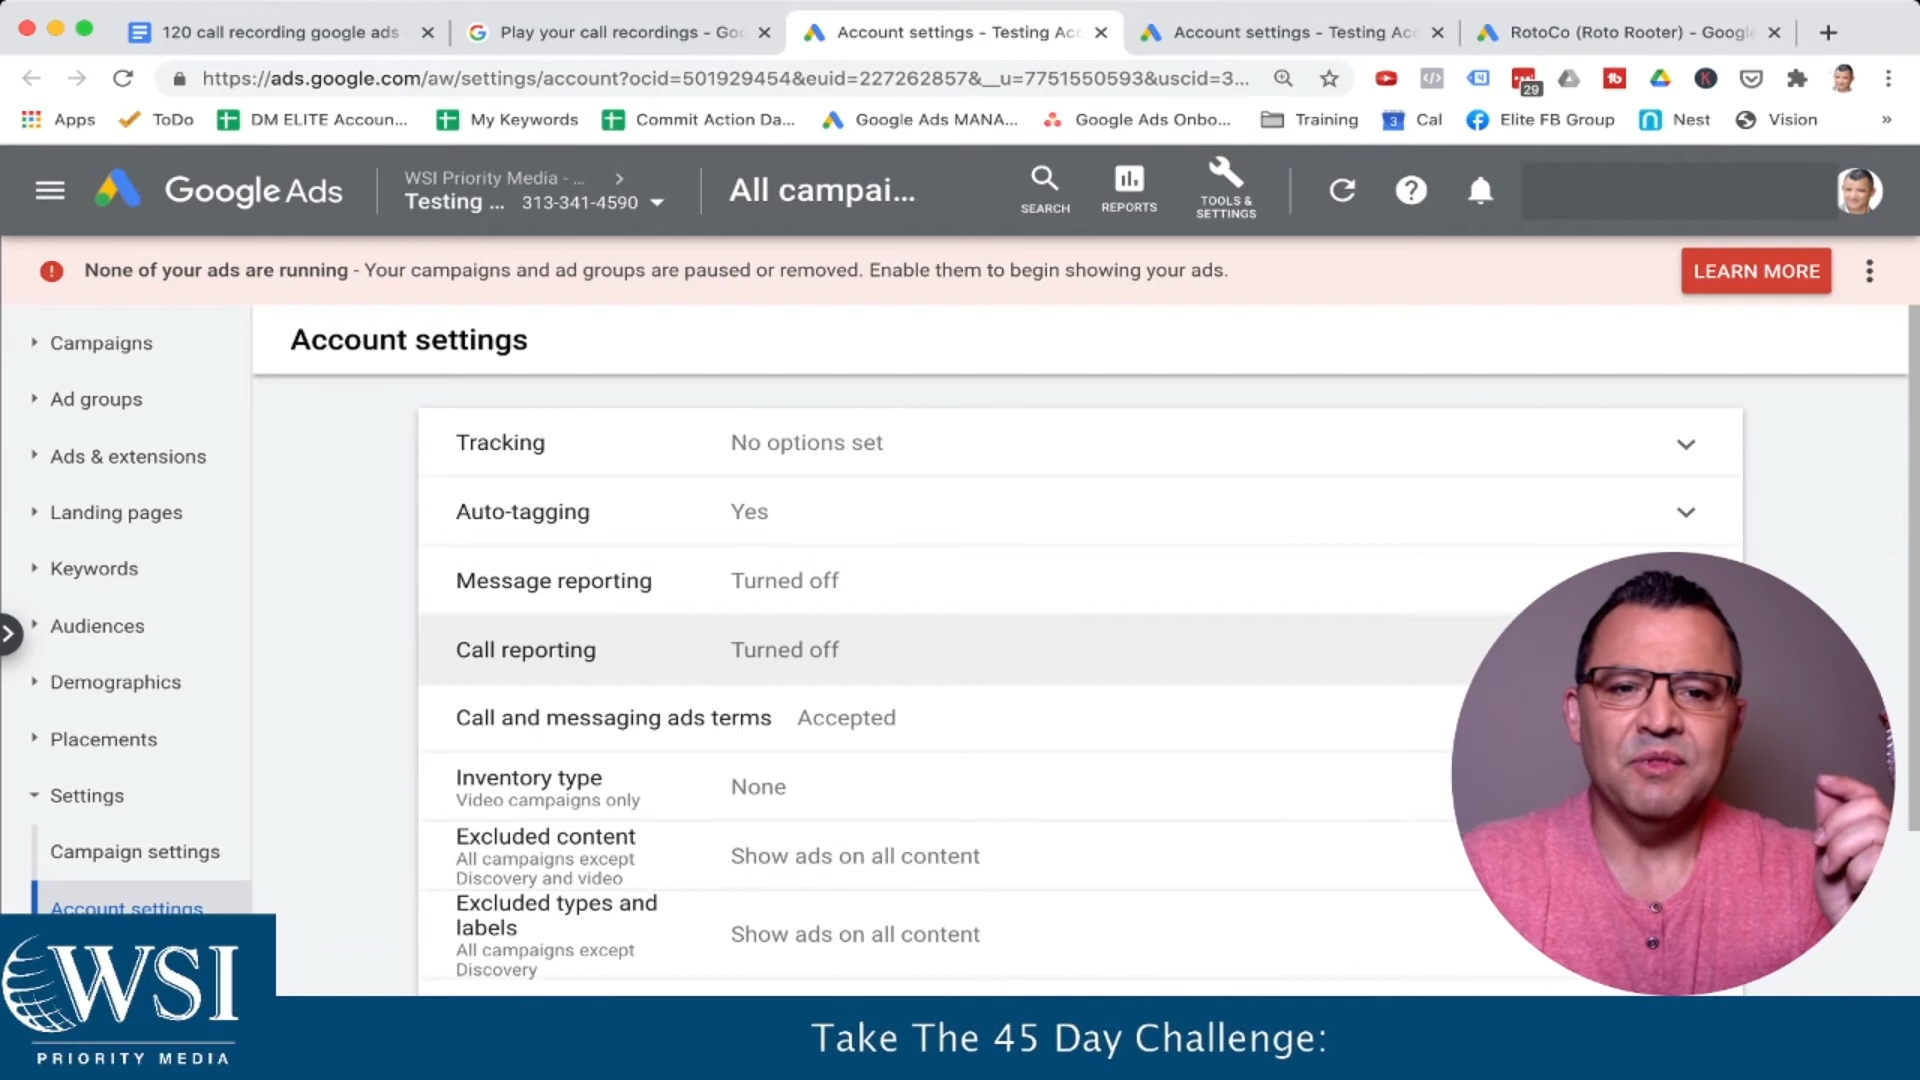 120 call recording google ads
Play your call recordings - Goo
Account settings - Testing Acc
Account settings - Testing Acc
RotoCo (Roto Rooter) - Google
https://ads.google.com/aw/settings/account?ocid=501929454&euid=227262857&__u=7751550593&uscid=3...
29
Apps
ToDo
DM ELITE Accoun...
My Keywords
Commit Action Da...
Google Ads MANA...
Google Ads Onbo...
Training
3
Cal
Elite FB Group
Nest
Vision
»
Google Ads
WSI Priority Media - ... >
Testing ... 313-341-4590
All campai...
SEARCH
REPORTS
TOOLS &
SETTINGS
None of your ads are running - Your campaigns and ad groups are paused or removed. Enable them to begin showing your ads.
LEARN MORE
Campaigns
Ad groups
Ads & extensions
Landing pages
Keywords
Audiences
Demographics
Placements
Settings
Campaign settings
Account settings
Account settings
Tracking No options set
Auto-tagging Yes
Message reporting Turned off
Call reporting Turned off
Call and messaging ads terms Accepted
Inventory type None
Video campaigns only
Excluded content Show ads on all content
All campaigns except
Discovery and video
Excluded types and
labels Show ads on all content
All campaigns except
Discovery
WSI
PRIORITY MEDIA
Take The 45 Day Challenge: